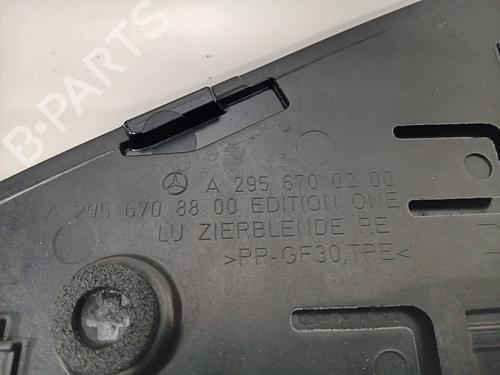 B-PARTS
A 295 670 02 00
A 295 670 88 00 EDITION ONE
LU ZIERBLENDE RE
>PP-GF30,TPE<